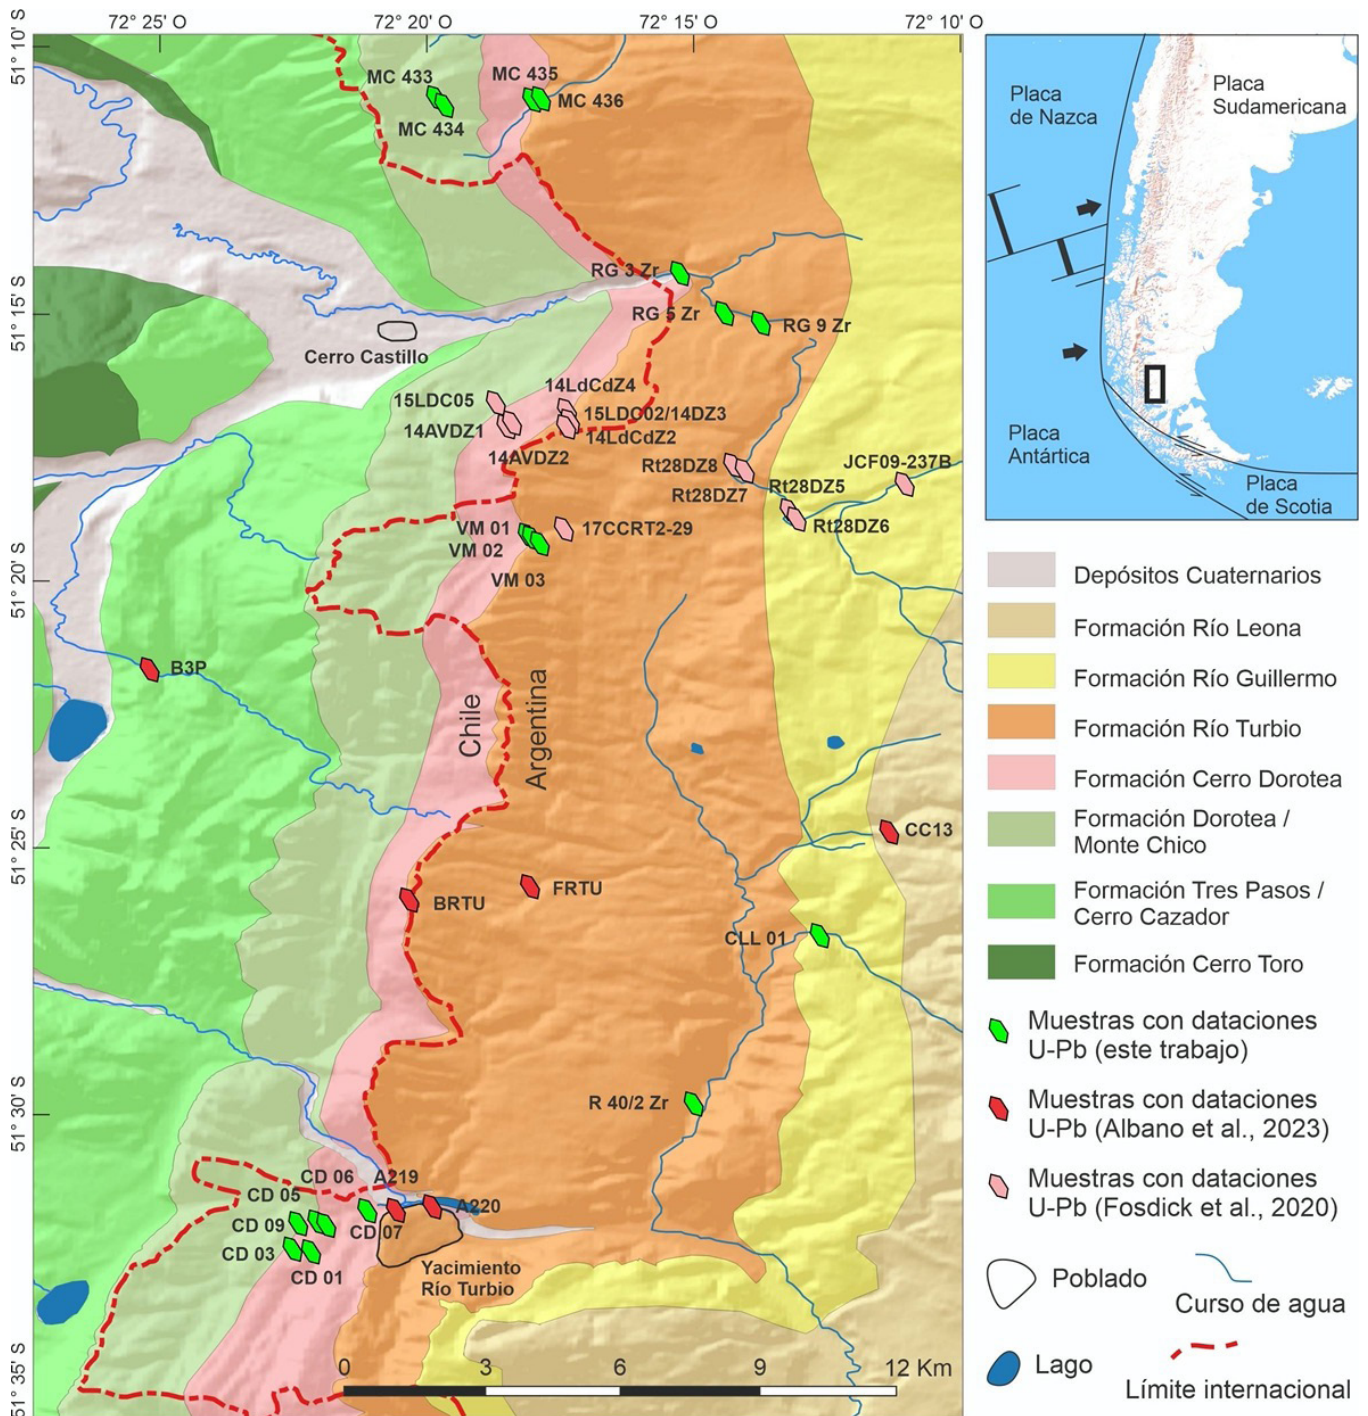 72° 25' O
72° 20' O
72° 15' O
72° 10' O
51° 10' S
51° 15' S
51° 20' S
51° 25' S
51° 30' S
51° 35' S
MC 433
MC 434
MC 435
MC 436
RG 3 Zr
RG 5 Zr
RG 9 Zr
Cerro Castillo
14LdCdZ4
15LDC05
15LDC02/14DZ3
14AVDZ1
14LdCdZ2
14AVDZ2
Rt28DZ8
JCF09-237B
Rt28DZ7
Rt28DZ5
Rt28DZ6
VM 01
17CCRT2-29
VM 02
VM 03
B3P
Chile
Argentina
CC13
BRTU
FRTU
CLL 01
R 40/2 Zr
CD 06
A219
CD 05
A220
CD 09
CD 07
CD 03
CD 01
Yacimiento
Río Turbio
0
3
6
9
12 Km
Placa
de Nazca
Placa
Sudamericana
Placa
Antártica
Placa
de Scotia
Depósitos Cuaternarios
Formación Río Leona
Formación Río Guillermo
Formación Río Turbio
Formación Cerro Dorotea
Formación Dorotea /
Monte Chico
Formación Tres Pasos /
Cerro Cazador
Formación Cerro Toro
Muestras con dataciones
U-Pb (este trabajo)
Muestras con dataciones
U-Pb (Albano et al., 2023)
Muestras con dataciones
U-Pb (Fosdick et al., 2020)
Poblado
Curso de agua
Lago
Límite internacional